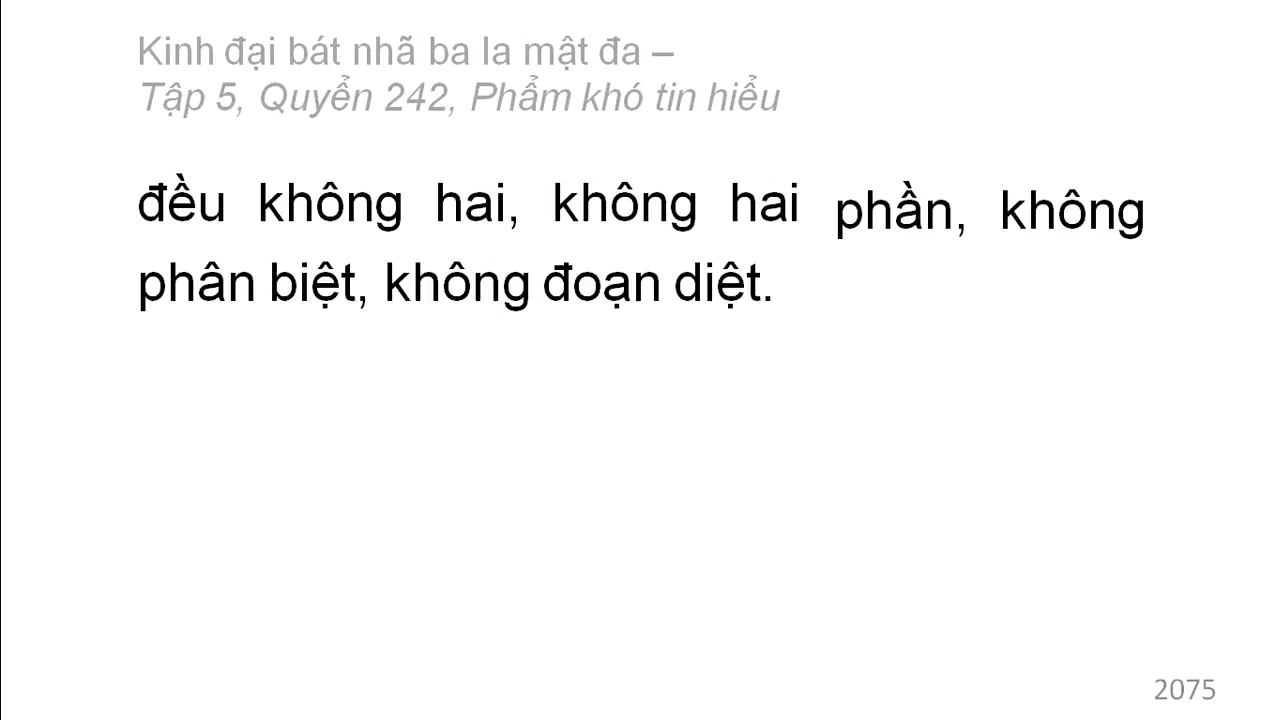 Kinh đại bát nhã ba la mật đa –
Tập 5, Quyển 242, Phẩm khó tin hiểu
đều không hai, không hai phần, không
phân biệt, không đoạn diệt.
2075